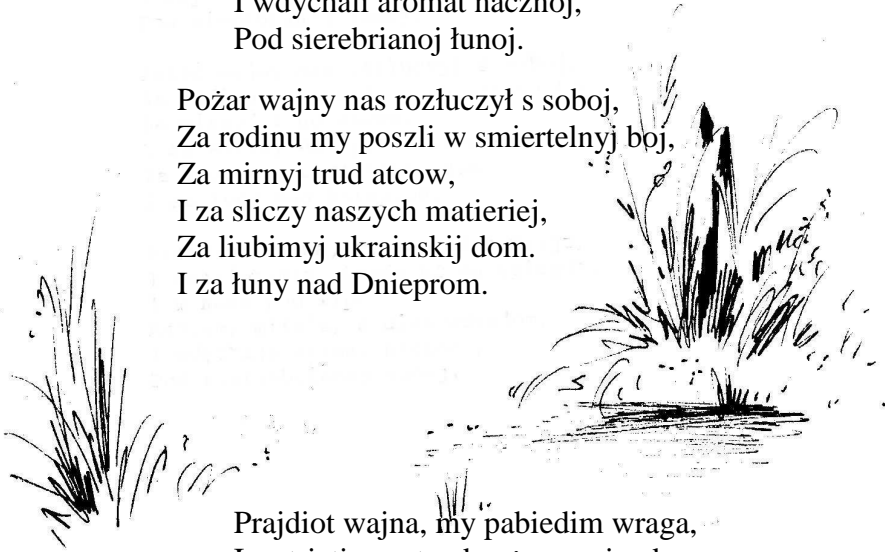 I wdychali aromat nacznoj,
Pod sierebrianoj łunoj.
Pożar wajny nas rozłuczył s soboj,
Za rodinu my poszli w smiertelnyj boj,
Za mirnyj trud atcow,
I za sliczy naszych matieriej,
Za liubimyj ukrainskij dom.
I za łuny nad Dnieprom.
Prajdiot wajna, my pabiedim wraga,